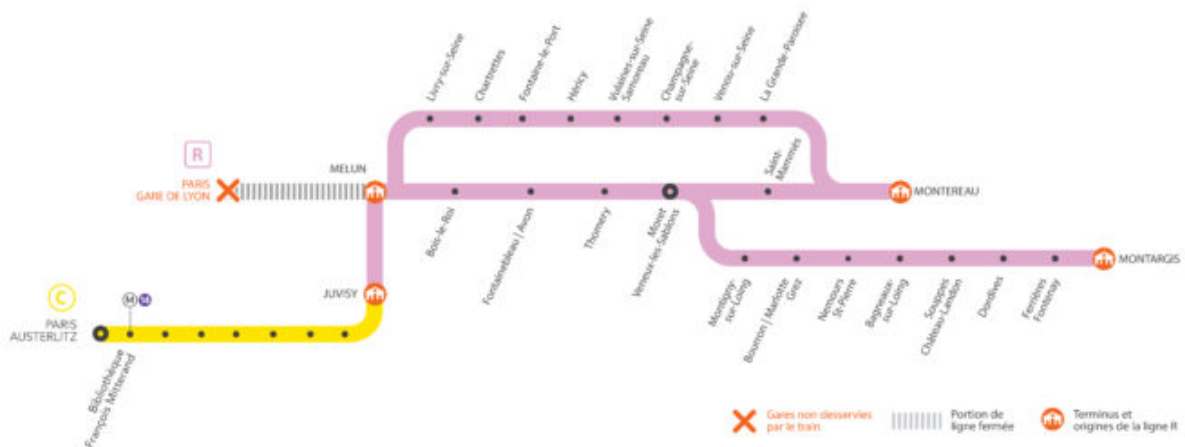 Livry-sur-Seine
Chartrettes
Fontaine-le-Port
Héricy
Vulaines-sur-Seine
Samoreau
Champagne-
sur-Seine
Venou-sur-Seine
La Grande-Paroisee
R
PARIS
GARE DE LYON
MELUN
Saint-
Mammès
MONTEREAU
Bois-le-Roi
Fontainebleau | Avon
Thomery
Moret
Veneux-les-Sablons
Montigny-
sur-Loing
Bourron | Marlotte
Grez
Nemours
St-Pierre
Bagneaux-
sur-Loing
Souppes
Château-Landon
Dordives
Ferrières
Fontenay
MONTARGIS
JUVISY
C
PARIS
AUSTERLITZ
M 14
Bibliothèque
François Mitterand
Gares non desservies
par le train
Portion de
ligne fermée
Terminus et
origines de la ligne R